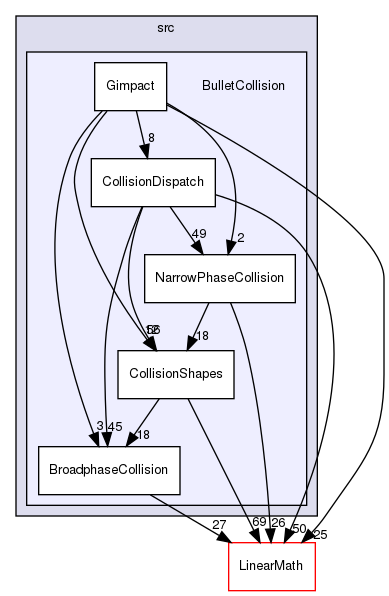 src
Gimpact
BulletCollision
8
CollisionDispatch
49
2
NarrowPhaseCollision
18
CollisionShapes
3
45
18
BroadphaseCollision
27
69
26
50
25
LinearMath